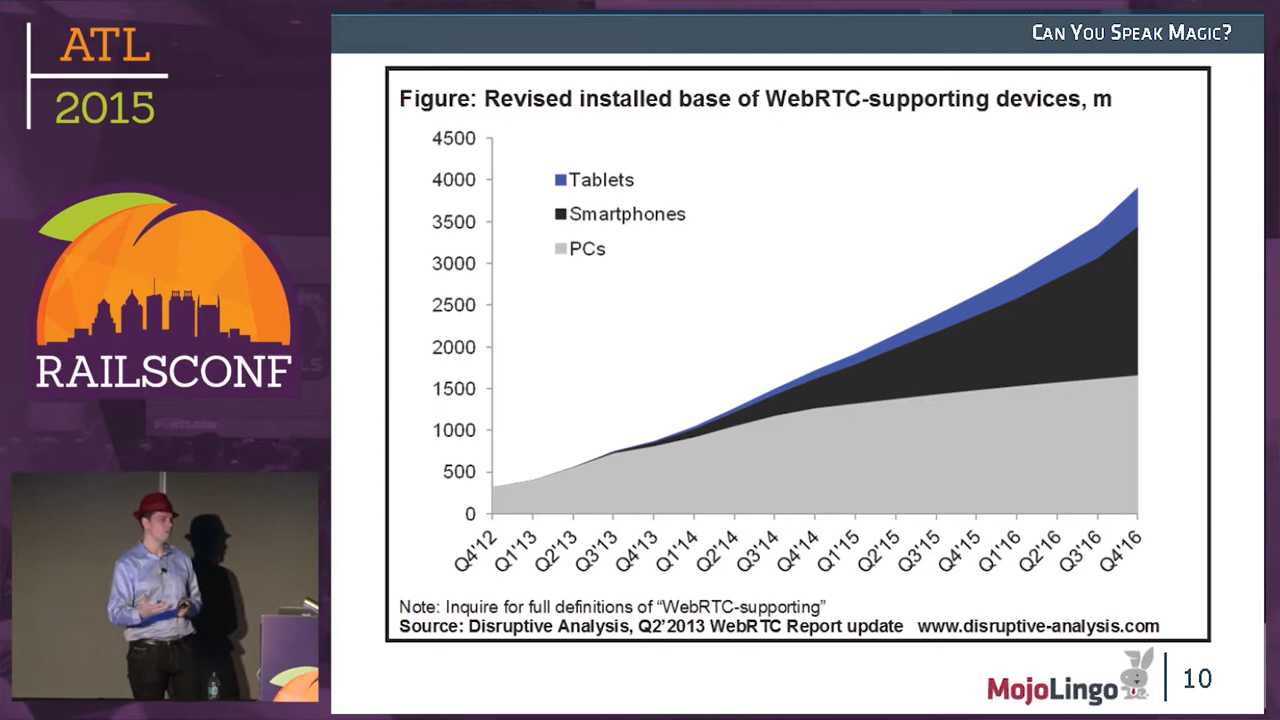 ATL
2015
RAILSCONF
CAN YOU SPEAK MAGIC?
Figure: Revised installed base of WebRTC-supporting devices, m
4500
4000
3500
3000
2500
2000
1500
1000
500
0
Tablets
Smartphones
PCs
Q4'12
Q1'13
Q2'13
Q3'13
Q4'13
Q1'14
Q2'14
Q3'14
Q4'14
Q1'15
Q2'15
Q3'15
Q4'15
Q1'16
Q2'16
Q3'16
Q4'16
Note: Inquire for full definitions of “WebRTC-supporting”
Source: Disruptive Analysis, Q2'2013 WebRTC Report update www.disruptive-analysis.com
MojoLingo
10